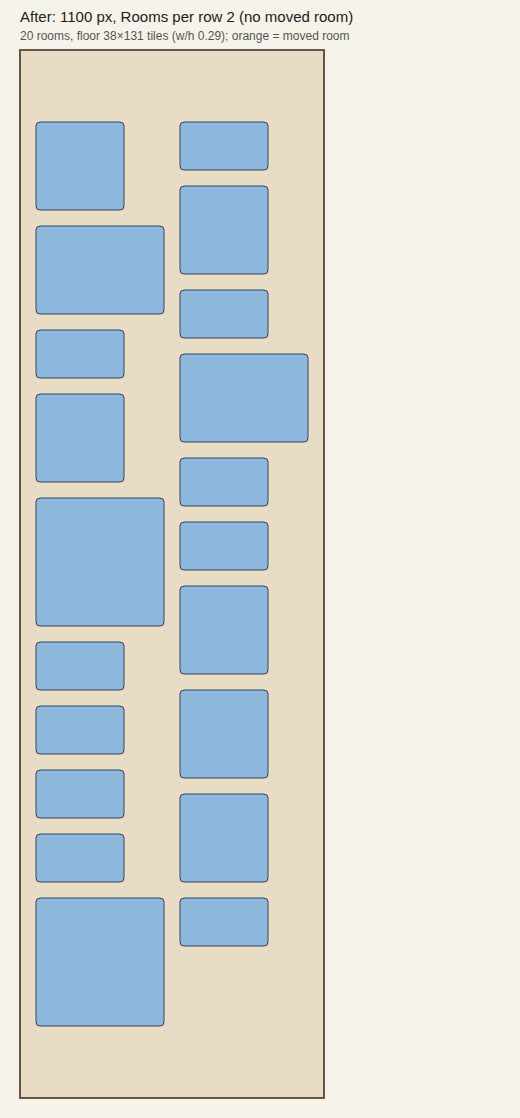 After: 1100 px, Rooms per row 2 (no moved room)
20 rooms, floor 38×131 tiles (w/h 0.29); orange = moved room